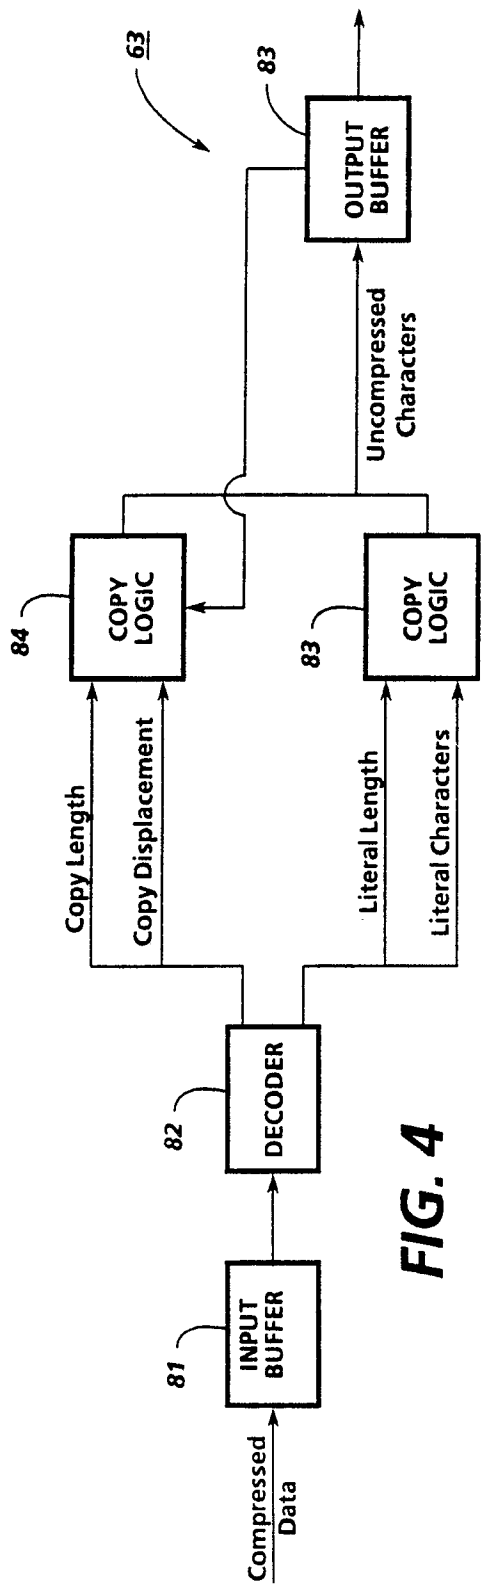 Compressed
Data
81
INPUT
BUFFER
82
DECODER
Copy Length
Copy Displacement
Literal Length
Literal Characters
84
COPY
LOGIC
83
COPY
LOGIC
Uncompressed
Characters
63
83
OUTPUT
BUFFER
FIG. 4